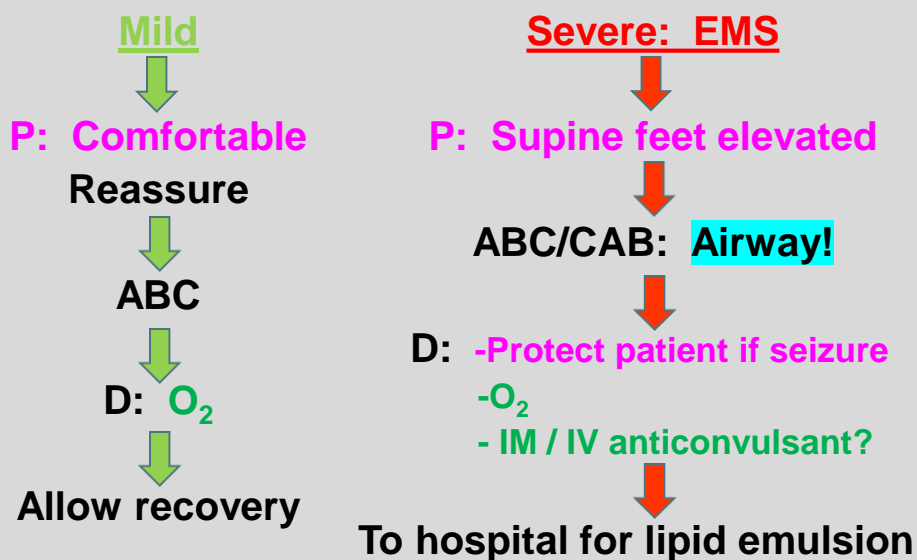 Mild
P: Comfortable
Reassure
ABC
D: O₂
Allow recovery
Severe: EMS
P: Supine feet elevated
ABC/CAB: Airway!
D: -Protect patient if seizure
-O₂
- IM / IV anticonvulsant?
To hospital for lipid emulsion